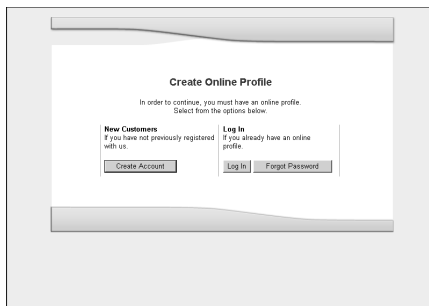 Create Online Profile
In order to continue, you must have an online profile.
Select from the options below.
New Customers
If you have not previously registered
with us.
Create Account
Log In
If you already have an online
profile.
Log In
Forgot Password